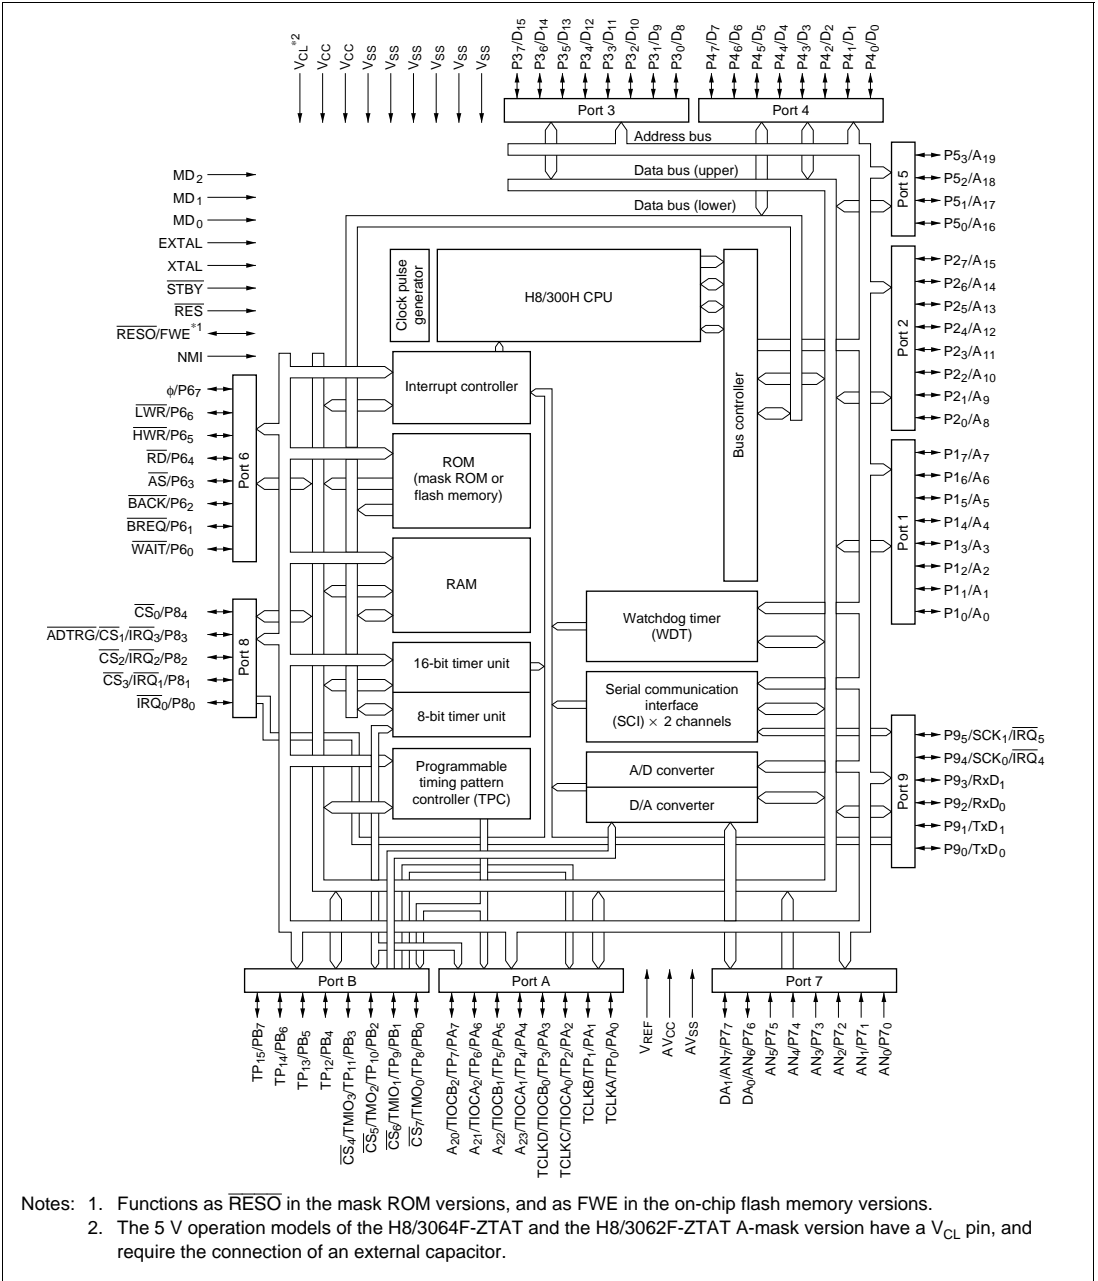 VCL*2
VCC
VCC
VSS
VSS
VSS
VSS
VSS
VSS
P37/D15
P36/D14
P35/D13
P34/D12
P33/D11
P32/D10
P31/D9
P30/D8
P47/D7
P46/D6
P45/D5
P44/D4
P43/D3
P42/D2
P41/D1
P40/D0
Port 3
Port 4
Address bus
Data bus (upper)
Data bus (lower)
MD2
MD1
MD0
EXTAL
XTAL
STBY
RES
RESO/FWE*1
NMI
Port 5
P53/A19
P52/A18
P51/A17
P50/A16
Clock pulse
generator
H8/300H CPU
Bus controller
Port 2
P27/A15
P26/A14
P25/A13
P24/A12
P23/A11
P22/A10
P21/A9
P20/A8
φ/P67
LWR/P66
HWR/P65
RD/P64
AS/P63
BACK/P62
BREQ/P61
WAIT/P60
Port 6
Interrupt controller
ROM
(mask ROM or
flash memory)
RAM
Port 1
P17/A7
P16/A6
P15/A5
P14/A4
P13/A3
P12/A2
P11/A1
P10/A0
CS0/P84
ADTRG/CS1/IRQ3/P83
CS2/IRQ2/P82
CS3/IRQ1/P81
IRQ0/P80
Port 8
16-bit timer unit
8-bit timer unit
Programmable
timing pattern
controller (TPC)
Watchdog timer
(WDT)
Serial communication
interface
(SCI) × 2 channels
A/D converter
D/A converter
Port 9
P95/SCK1/IRQ5
P94/SCK0/IRQ4
P93/RxD1
P92/RxD0
P91/TxD1
P90/TxD0
Port B
Port A
Port 7
TP15/PB7
TP14/PB6
TP13/PB5
TP12/PB4
CS4/TMIO3/TP11/PB3
CS5/TMO2/TP10/PB2
CS6/TMIO1/TP9/PB1
CS7/TMO0/TP8/PB0
A20/TIOCB2/TP7/PA7
A21/TIOCA2/TP6/PA6
A22/TIOCB1/TP5/PA5
A23/TIOCA1/TP4/PA4
TCLKD/TIOCB0/TP3/PA3
TCLKC/TIOCA0/TP2/PA2
TCLKB/TP1/PA1
TCLKA/TP0/PA0
VREF
AVCC
AVSS
DA1/AN7/P77
DA0/AN6/P76
AN5/P75
AN4/P74
AN3/P73
AN2/P72
AN1/P71
AN0/P70
Notes: 1. Functions as RESO in the mask ROM versions, and as FWE in the on-chip flash memory versions.
2. The 5 V operation models of the H8/3064F-ZTAT and the H8/3062F-ZTAT A-mask version have a VCL pin, and
require the connection of an external capacitor.